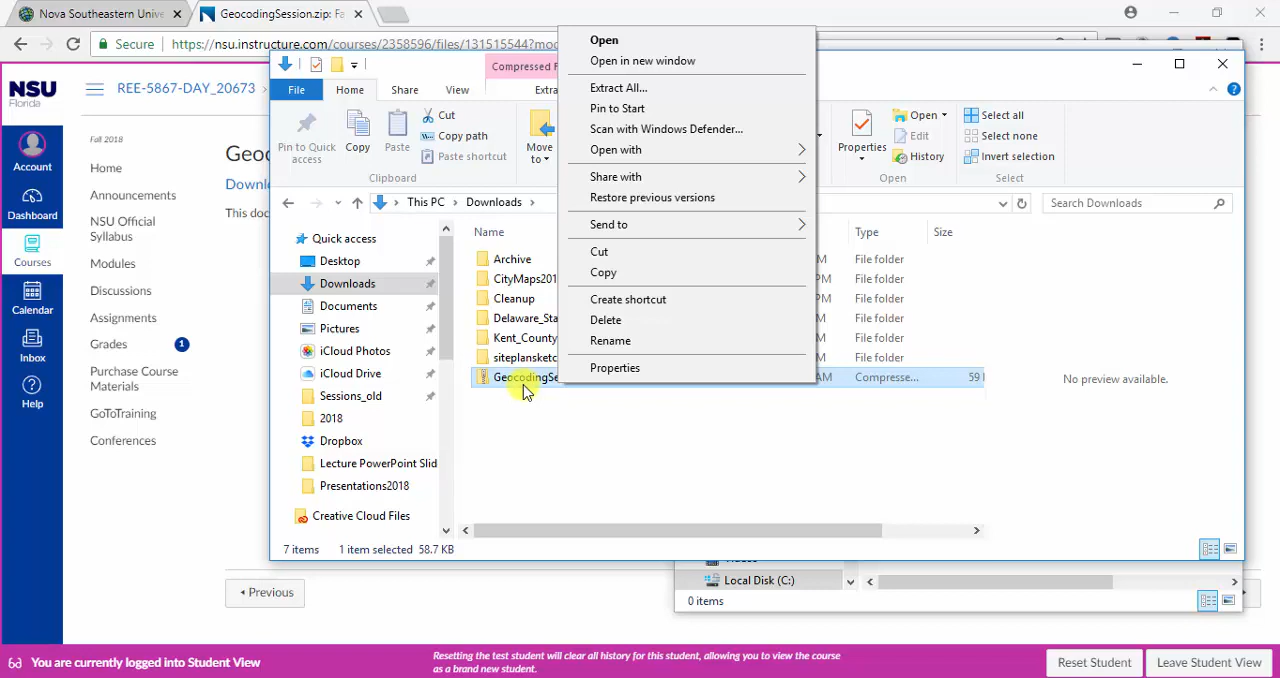 Nova Southeastern Unive
GeocodingSession.zip: Fa
Secure
https://nsu.instructure.com/courses/2358596/files/131515544?mod
NSU
Florida
REE-5867-DAY_20673
Account
Dashboard
Courses
Calendar
Inbox
Help
Fall 2018
Home
Announcements
NSU Official
Syllabus
Modules
Discussions
Assignments
Grades
1
Purchase Course
Materials
GoToTraining
Conferences
Geoc
Downlo
This doc
Previous
Compressed F
File
Home
Share
View
Extra
Pin to Quick
access
Copy
Paste
Cut
Copy path
Paste shortcut
Clipboard
Move
to
Properties
Open
Edit
History
Open
Select all
Select none
Invert selection
Select
This PC
Downloads
Search Downloads
Quick access
Desktop
Downloads
Documents
Pictures
iCloud Photos
iCloud Drive
Sessions_old
2018
Dropbox
Lecture PowerPoint Slid
Presentations2018
Creative Cloud Files
Name
Type
Size
Archive
M
File folder
CityMaps201
PM
File folder
Cleanup
PM
File folder
Delaware_Sta
M
File folder
Kent_County
M
File folder
siteplansketc
M
File folder
GeocodingSe
AM
Compresse...
59
No preview available.
Open
Open in new window
Extract All...
Pin to Start
Scan with Windows Defender...
Open with
Share with
Restore previous versions
Send to
Cut
Copy
Create shortcut
Delete
Rename
Properties
7 items
1 item selected 58.7 KB
Local Disk (C:)
0 items
You are currently logged into Student View
Resetting the test student will clear all history for this student, allowing you to view the course
as a brand new student.
Reset Student
Leave Student View